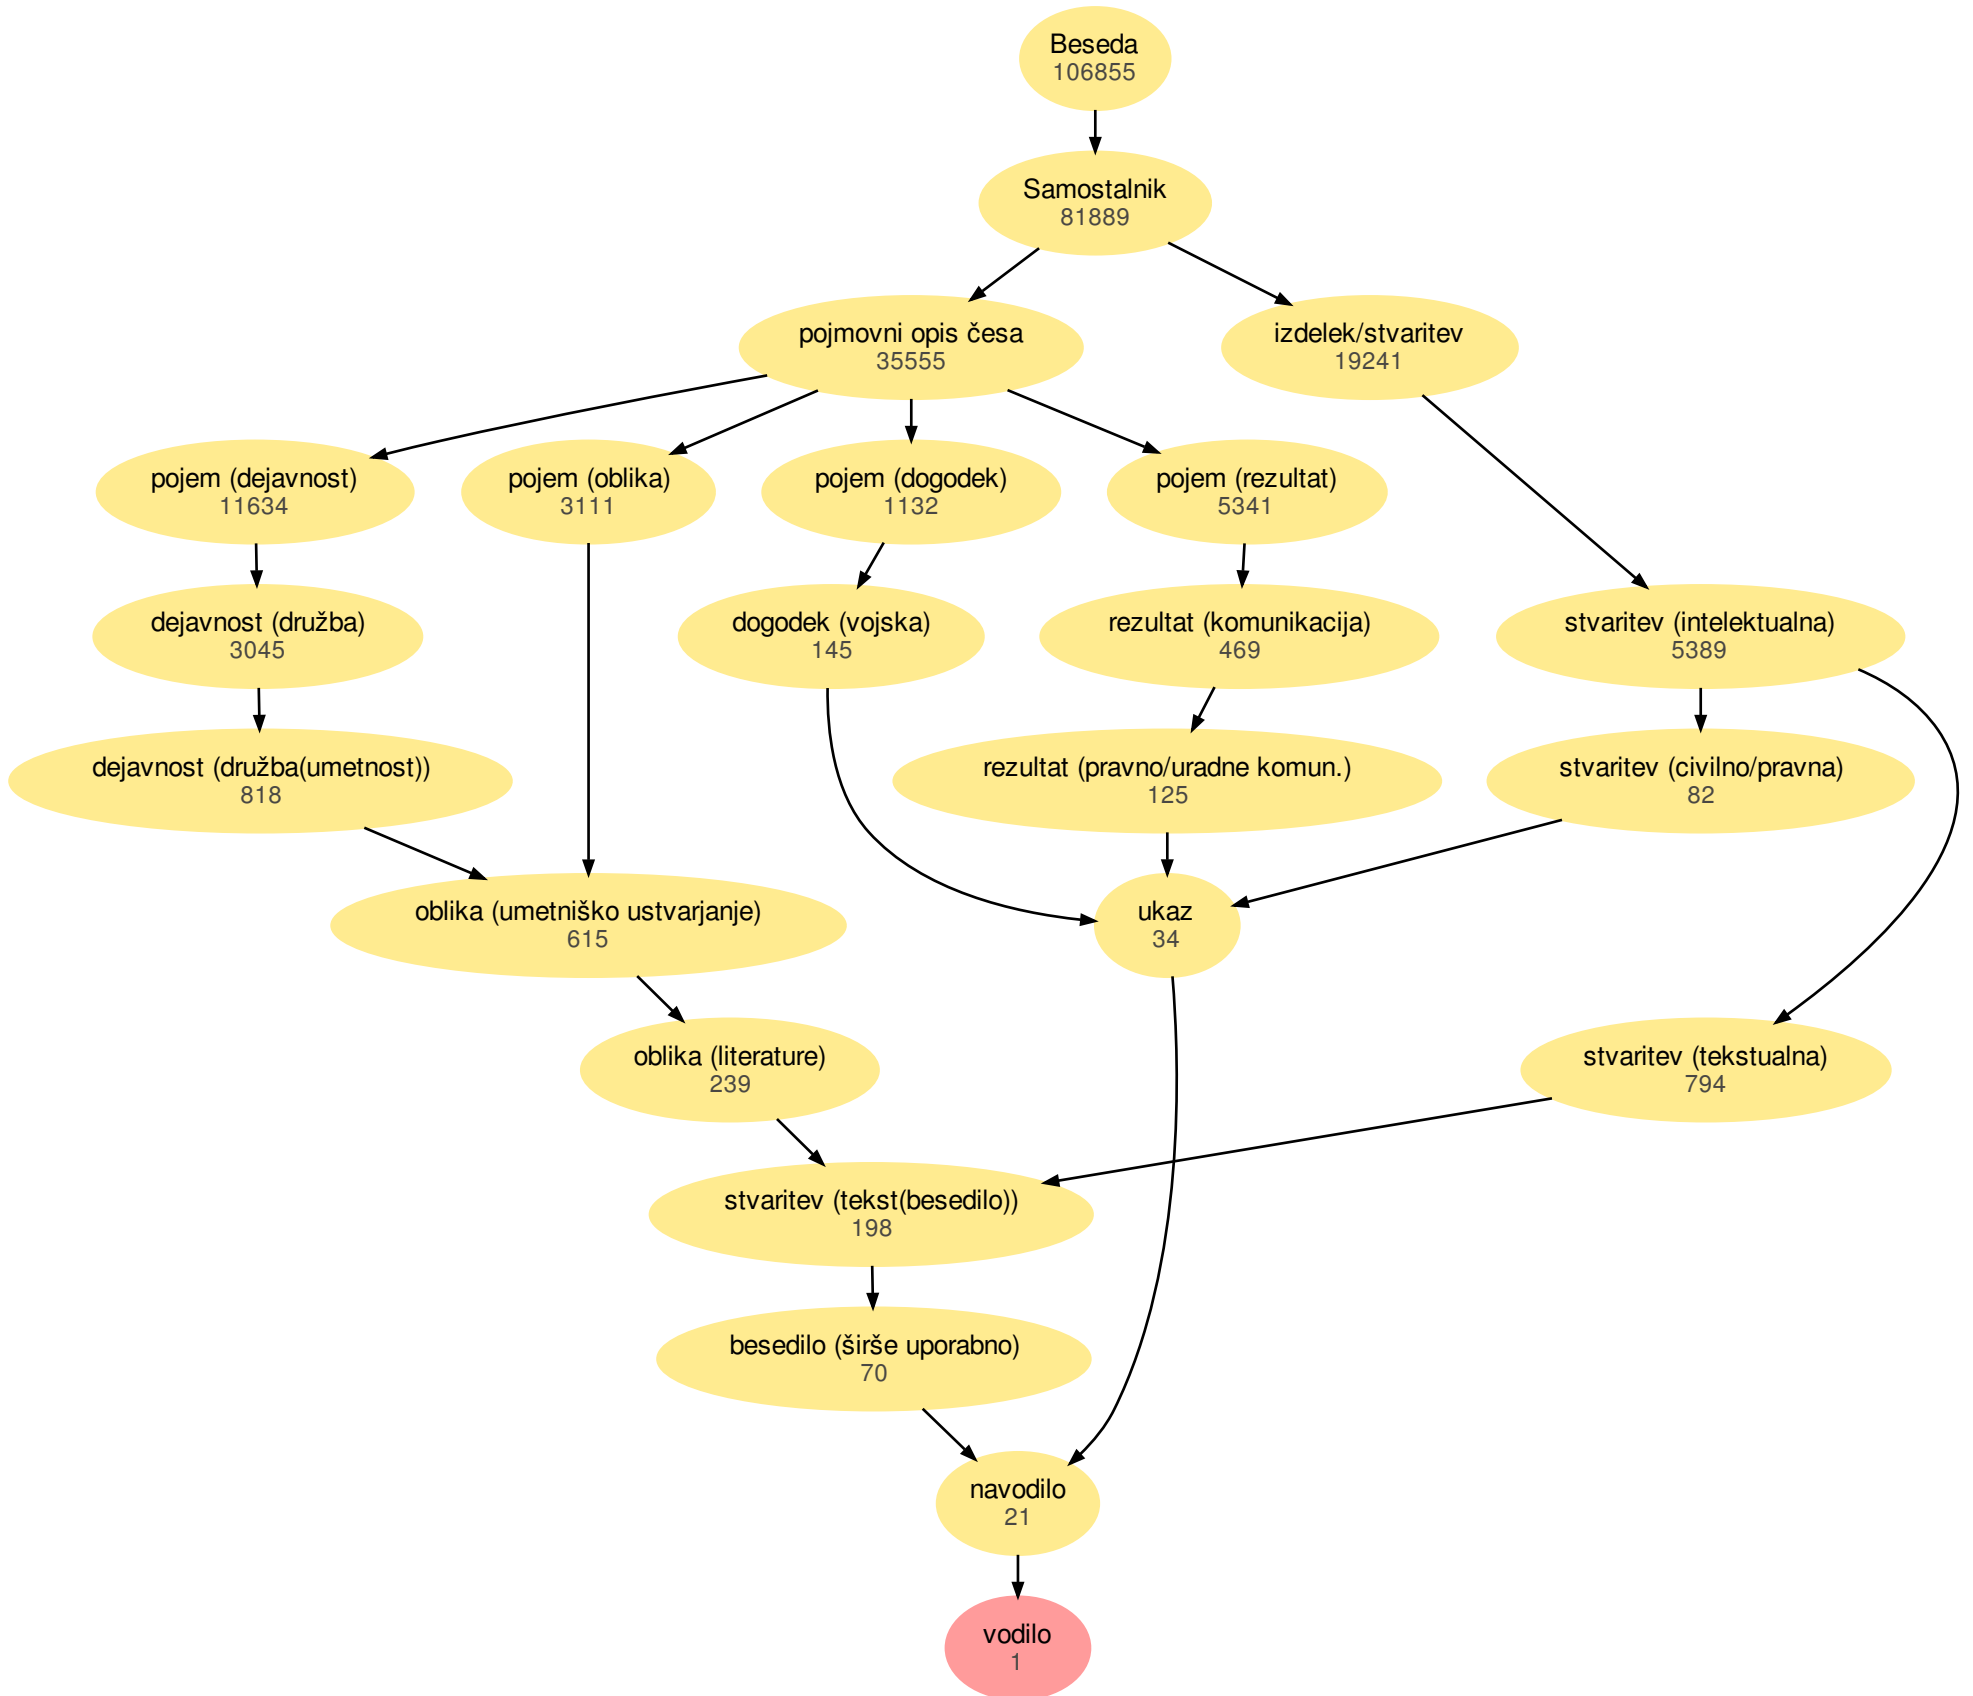 Beseda
106855
Samostalnik
81889
pojmovni opis česa
35555
izdelek/stvaritev
19241
pojem (dejavnost)
11634
pojem (oblika)
3111
pojem (dogodek)
1132
pojem (rezultat)
5341
dejavnost (družba)
3045
dogodek (vojska)
145
rezultat (komunikacija)
469
stvaritev (intelektualna)
5389
dejavnost (družba(umetnost))
818
rezultat (pravno/uradne komun.)
125
stvaritev (civilno/pravna)
82
oblika (umetniško ustvarjanje)
615
ukaz
34
oblika (literature)
239
stvaritev (tekstualna)
794
stvaritev (tekst(besedilo))
198
besedilo (širše uporabno)
70
navodilo
21
vodilo
1